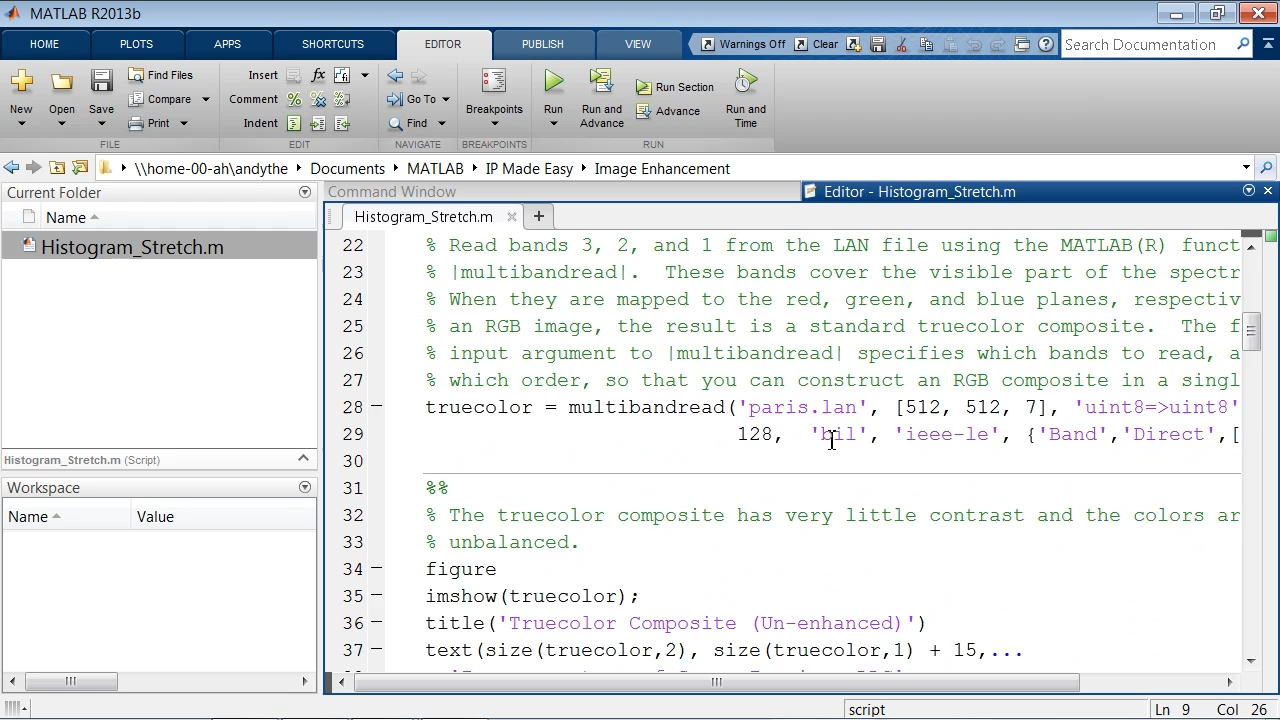 MATLAB R2013b
HOME PLOTS APPS SHORTCUTS EDITOR PUBLISH VIEW Warnings Off Clear Search Documentation
New Open Save Find Files Compare Print
Insert Comment Indent
Go To Find
Breakpoints Run Run and Advance Run Section Advance Run and Time
FILE EDIT NAVIGATE BREAKPOINTS RUN
\\home-00-ah\andythe Documents MATLAB IP Made Easy Image Enhancement
Current Folder
Name
Histogram_Stretch.m
Histogram_Stretch.m (Script)
Workspace
Name Value
Command Window
Editor - Histogram_Stretch.m
Histogram_Stretch.m
22 % Read bands 3, 2, and 1 from the LAN file using the MATLAB(R) funct
23 % |multibandread|.  These bands cover the visible part of the spectr
24 % When they are mapped to the red, green, and blue planes, respectiv
25 % an RGB image, the result is a standard truecolor composite.  The f
26 % input argument to |multibandread| specifies which bands to read, a
27 % which order, so that you can construct an RGB composite in a singl
28 – truecolor = multibandread('paris.lan', [512, 512, 7], 'uint8=>uint8'
29 128,  'bil', 'ieee-le', {'Band','Direct',[
30
31 %%
32 % The truecolor composite has very little contrast and the colors ar
33 % unbalanced.
34 – figure
35 – imshow(truecolor);
36 – title('Truecolor Composite (Un-enhanced)')
37 – text(size(truecolor,2), size(truecolor,1) + 15,...
script Ln 9 Col 26